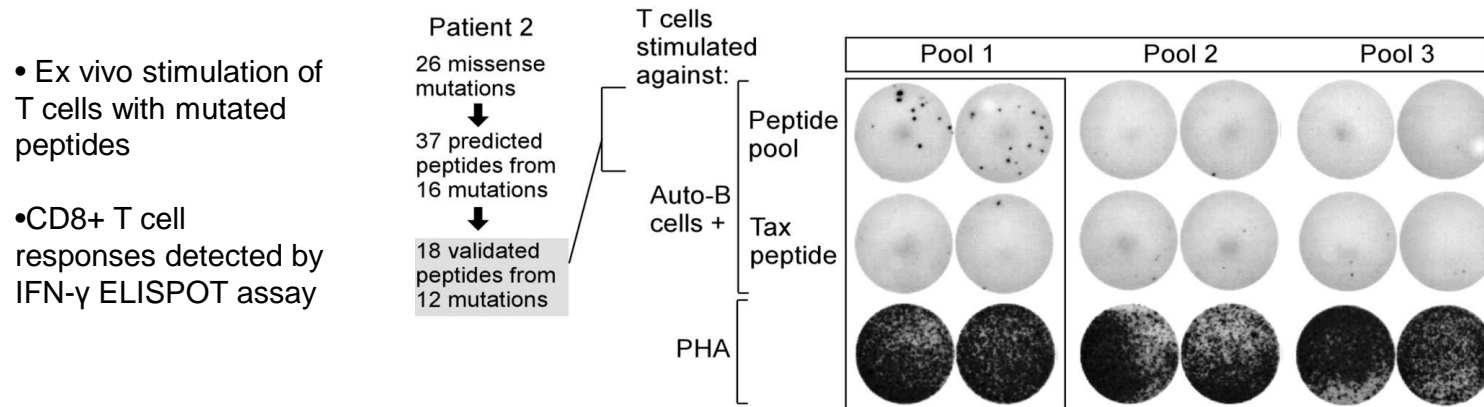 • Ex vivo stimulation of
T cells with mutated
peptides
•CD8+ T cell
responses detected by
IFN-γ ELISPOT assay
Patient 2
26 missense
mutations
37 predicted
peptides from
16 mutations
18 validated
peptides from
12 mutations
T cells
stimulated
against:
Auto-B
cells +
Peptide
pool
Tax
peptide
PHA
Pool 1
Pool 2
Pool 3